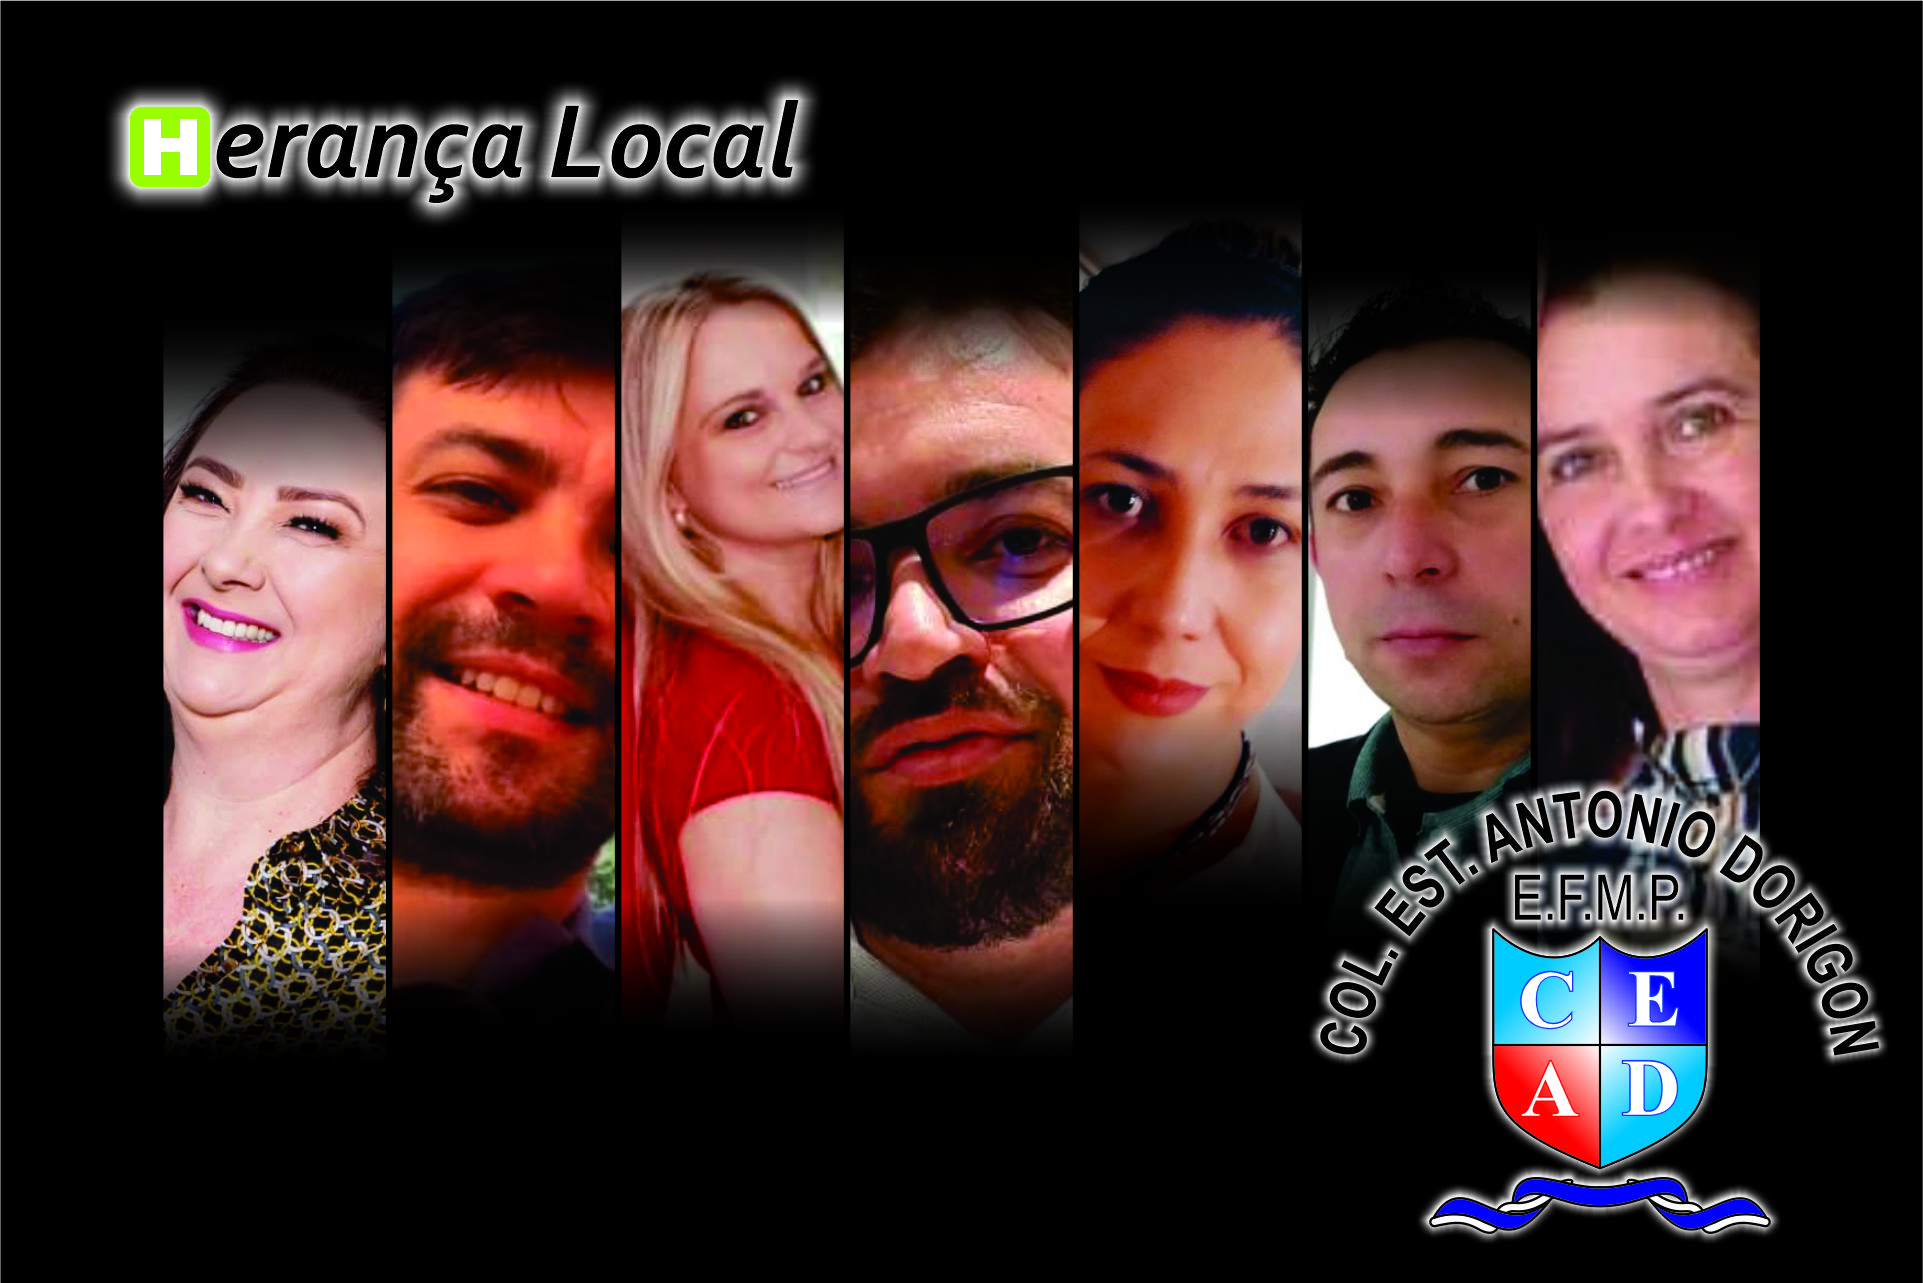 Herança Local
COL. EST. ANTONIO DORIGON
E.F.M.P.
C E
A D